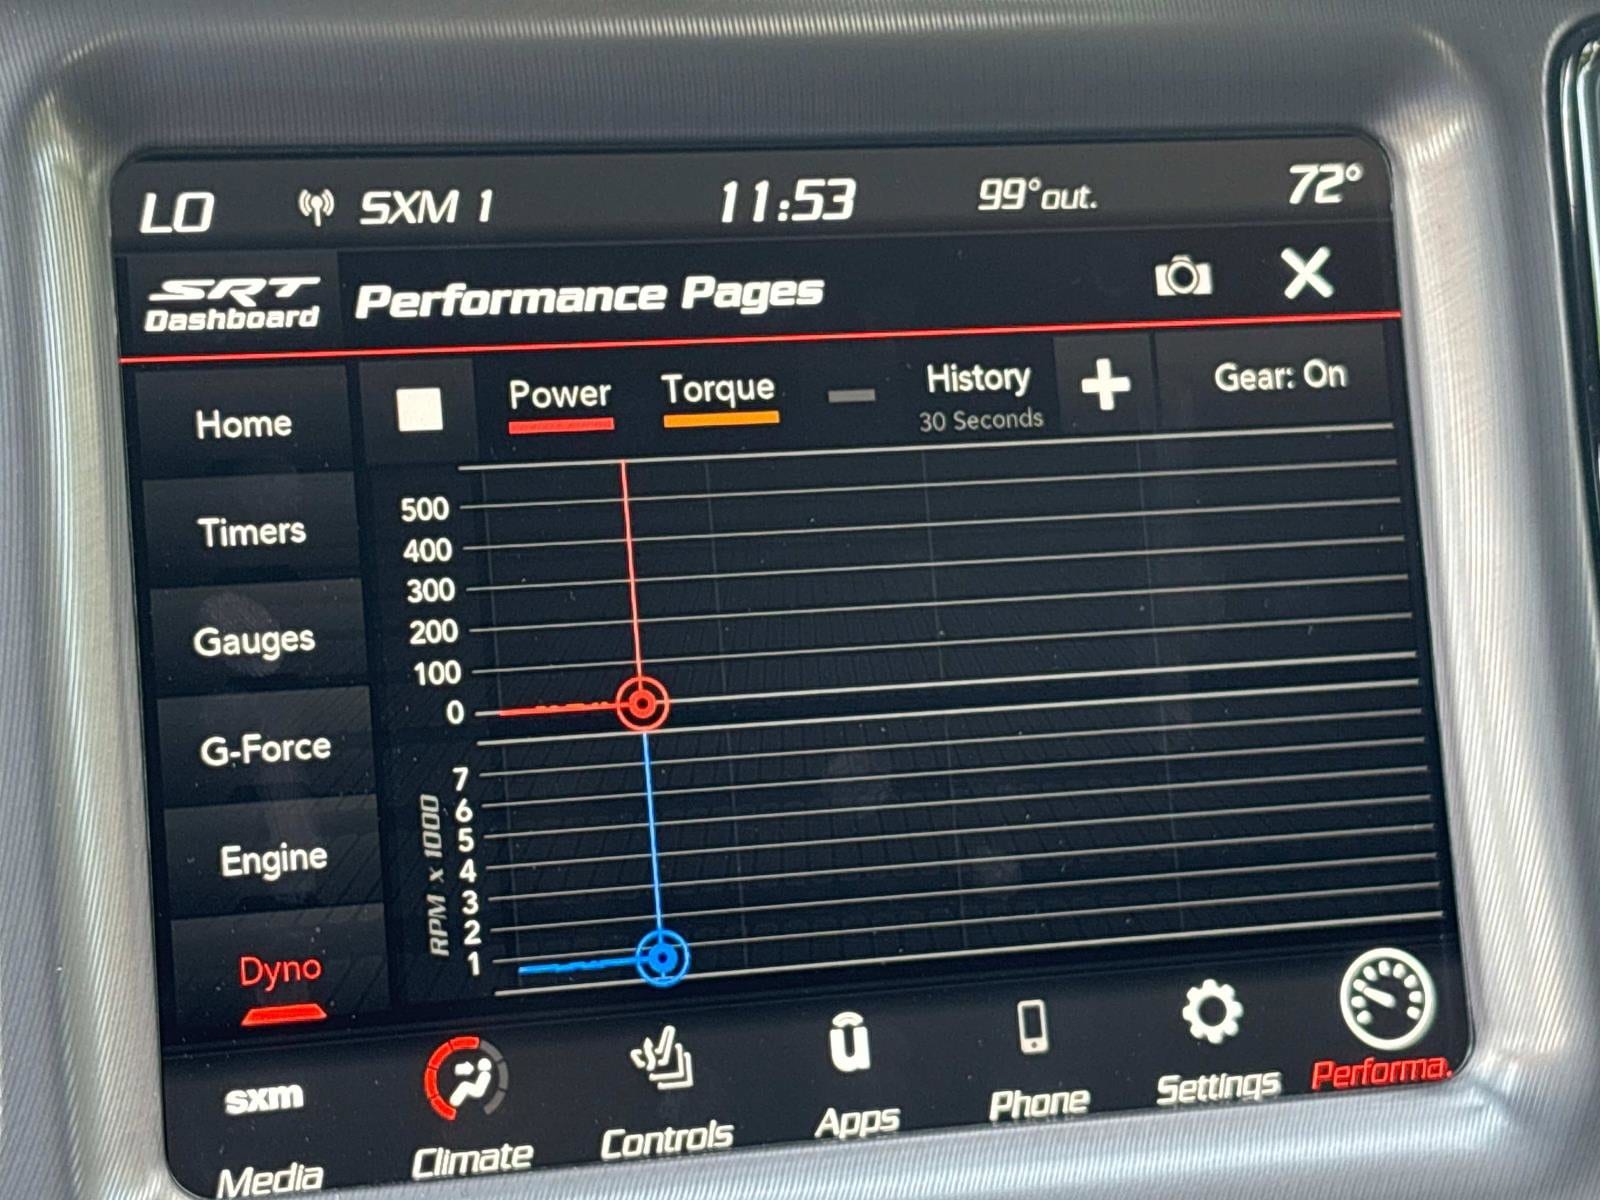 LO SXM 1 11:53 99°out. 72°
SRT Dashboard Performance Pages
Home
Timers
Gauges
G-Force
Engine
Dyno
Power Torque History Gear: On
30 Seconds
500
400
300
200
100
0
RPM x 1000
7
6
5
4
3
2
1
sxm
Media Climate Controls Apps Phone Settings Performa.